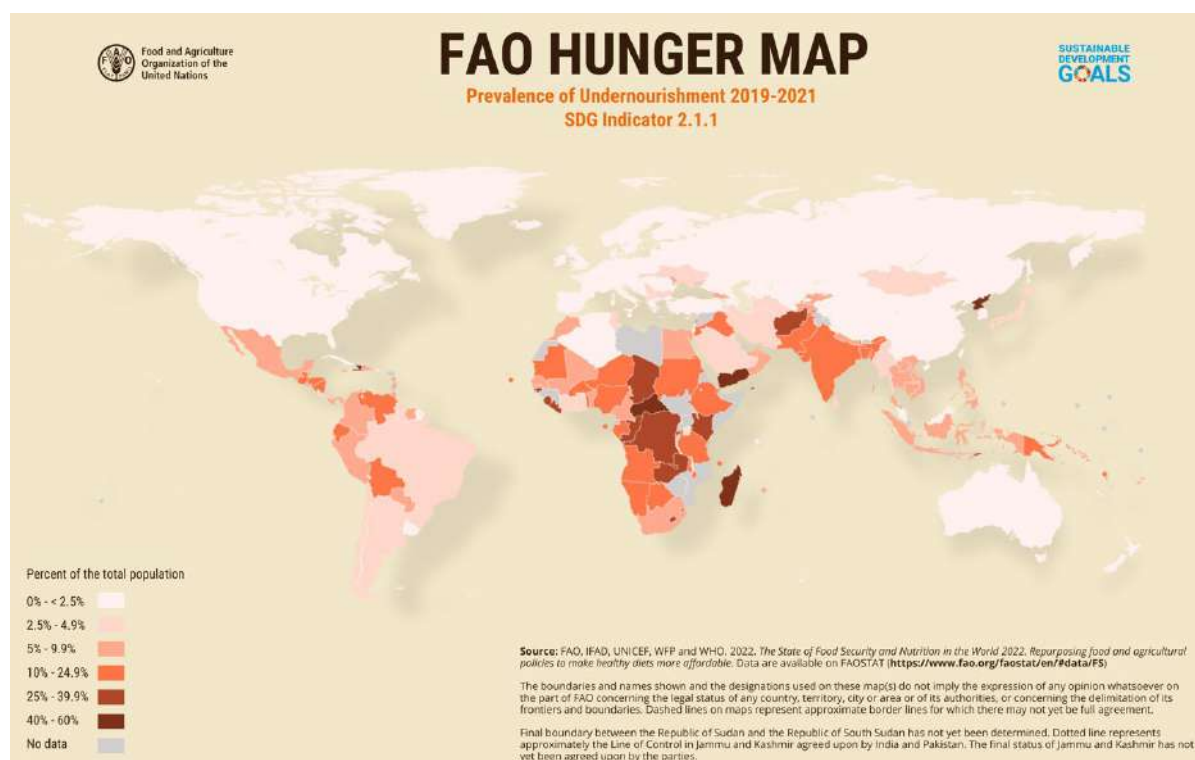 Food and Agriculture
Organization of the
United Nations
FAO HUNGER MAP
Prevalence of Undernourishment 2019-2021
SDG Indicator 2.1.1
SUSTAINABLE
DEVELOPMENT
GOALS
Percent of the total population
0% - < 2.5%
2.5% - 4.9%
5% - 9.9%
10% - 24.9%
25% - 39.9%
40% - 60%
No data
Source: FAO, IFAD, UNICEF, WFP and WHO. 2022. The State of Food Security and Nutrition in the World 2022. Repurposing food and agricultural
policies to make healthy diets more affordable. Data are available on FAOSTAT (https://www.fao.org/faostat/en/#data/FS)
The boundaries and names shown and the designations used on these map(s) do not imply the expression of any opinion whatsoever on
the part of FAO concerning the legal status of any country, territory, city or area or of its authorities, or concerning the delimitation of its
frontiers and boundaries. Dashed lines on maps represent approximate border lines for which there may not yet be full agreement.
Final boundary between the Republic of Sudan and the Republic of South Sudan has not yet been determined. Dotted line represents
approximately the Line of Control in Jammu and Kashmir agreed upon by India and Pakistan. The final status of Jammu and Kashmir has not
yet been agreed upon by the parties.